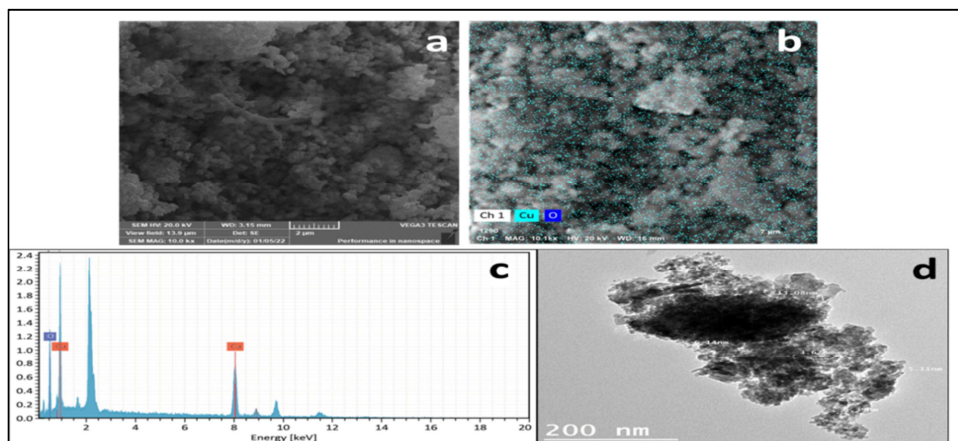 a
SEM HV: 20.0 kV WD: 3.15 mm VEGA3 TESCAN
View field: 13.9 µm Det: SE 2 µm
SEM MAG: 10.0 kx Date(m/d/y): 01/05/22 Performance in nanospace
b
Ch 1 Cu O
1290
Ch 1 MAG: 10.1kx HV: 20 kV WD: 16 mm
c
2.4
2.2
2.0
1.8
1.6
1.4
1.2
1.0
0.8
0.6
0.4
0.2
0.0
O
Cu
Cu
2 4 6 8 10 12 14 16 18 20
Energy [keV]
d
14nm
5.11nm
200 nm